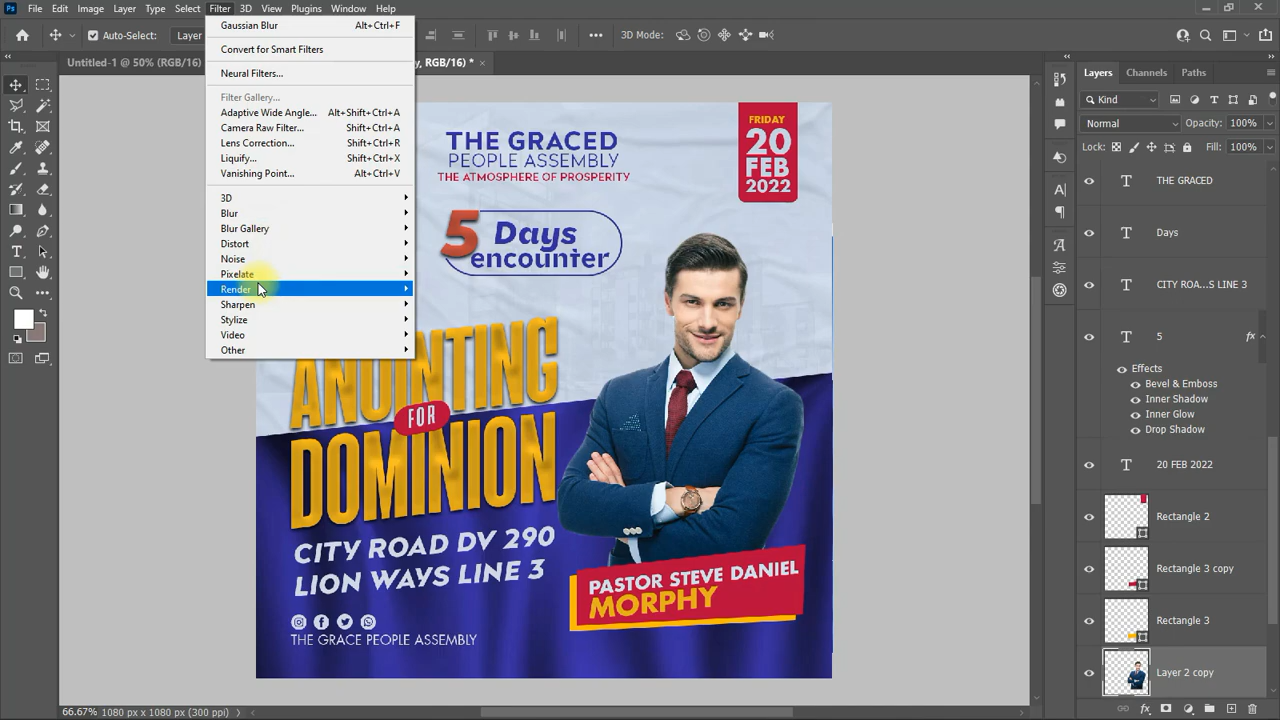 Ps File Edit Image Layer Type Select Filter 3D View Plugins Window Help
Auto-Select: Layer 3D Mode:
Untitled-1 @ 50% (RGB/16) y, RGB/16) *
Gaussian Blur Alt+Ctrl+F
Convert for Smart Filters
Neural Filters...
Filter Gallery...
Adaptive Wide Angle... Alt+Shift+Ctrl+A
Camera Raw Filter... Shift+Ctrl+A
Lens Correction... Shift+Ctrl+R
Liquify... Shift+Ctrl+X
Vanishing Point... Alt+Ctrl+V
3D
Blur
Blur Gallery
Distort
Noise
Pixelate
Render
Sharpen
Stylize
Video
Other
THE GRACED
PEOPLE ASSEMBLY
THE ATMOSPHERE OF PROSPERITY
FRIDAY
20
FEB
2022
5 Days
encounter
ANOINTING
FOR
DOMINION
CITY ROAD DV 290
LION WAYS LINE 3
THE GRACE PEOPLE ASSEMBLY
PASTOR STEVE DANIEL
MORPHY
Layers Channels Paths
Kind
Normal Opacity: 100%
Lock: Fill: 100%
T THE GRACED
T Days
T CITY ROA...S LINE 3
T 5 fx
Effects
Bevel & Emboss
Inner Shadow
Inner Glow
Drop Shadow
T 20 FEB 2022
Rectangle 2
Rectangle 3 copy
Rectangle 3
Layer 2 copy
fx
66.67% 1080 px x 1080 px (300 ppi)